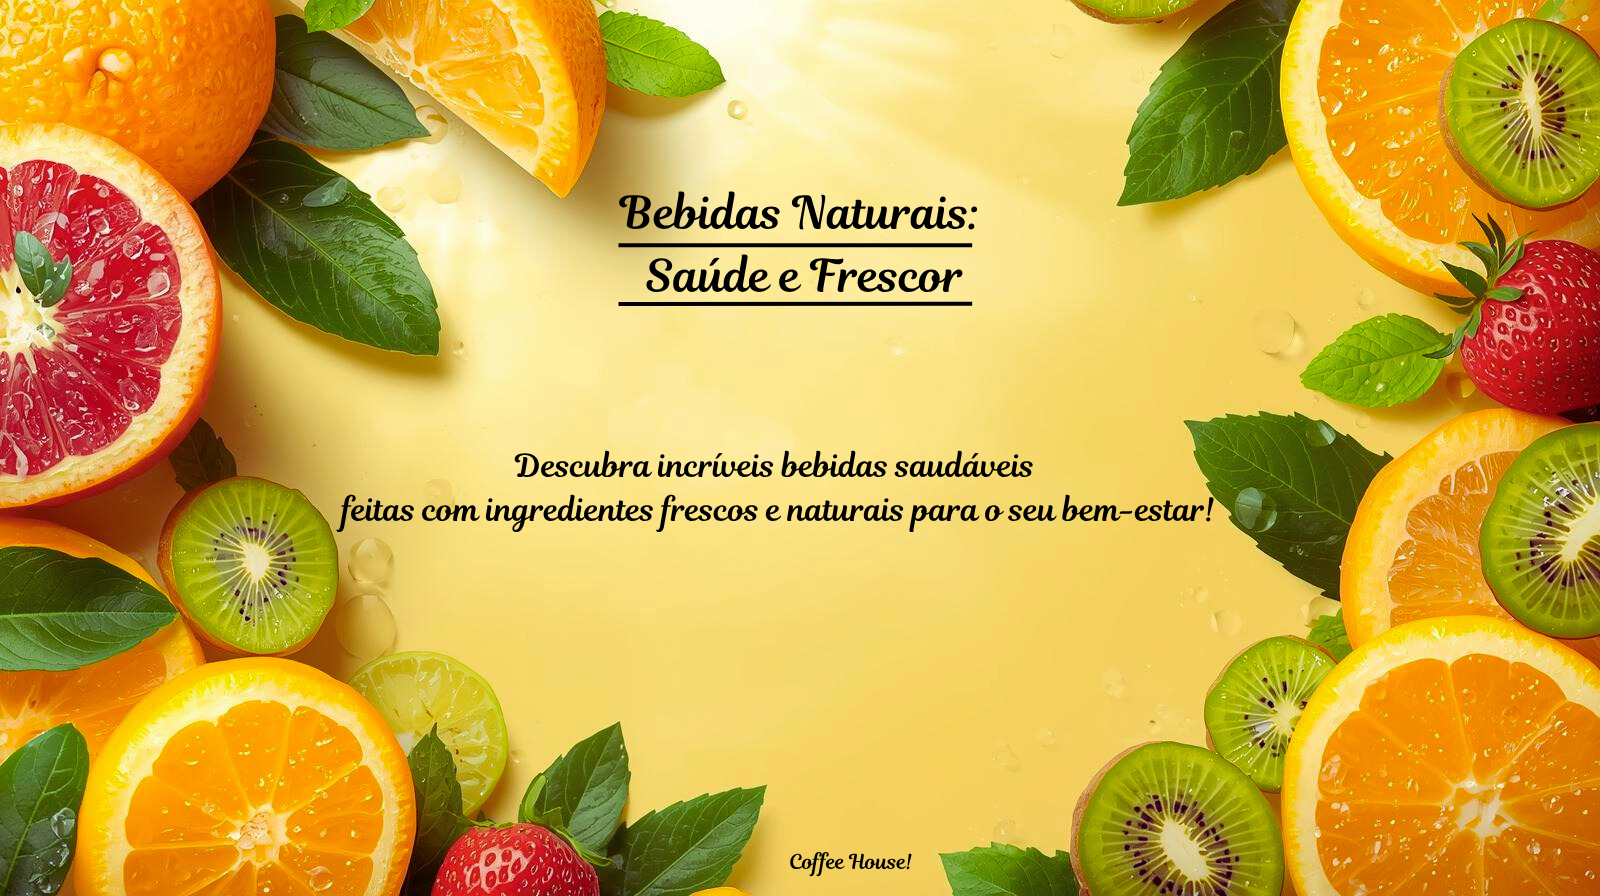 Bebidas Naturais:
Saúde e Frescor
Descubra incríveis bebidas saudáveis
feitas com ingredientes frescos e naturais para o seu bem-estar!
Coffee House!